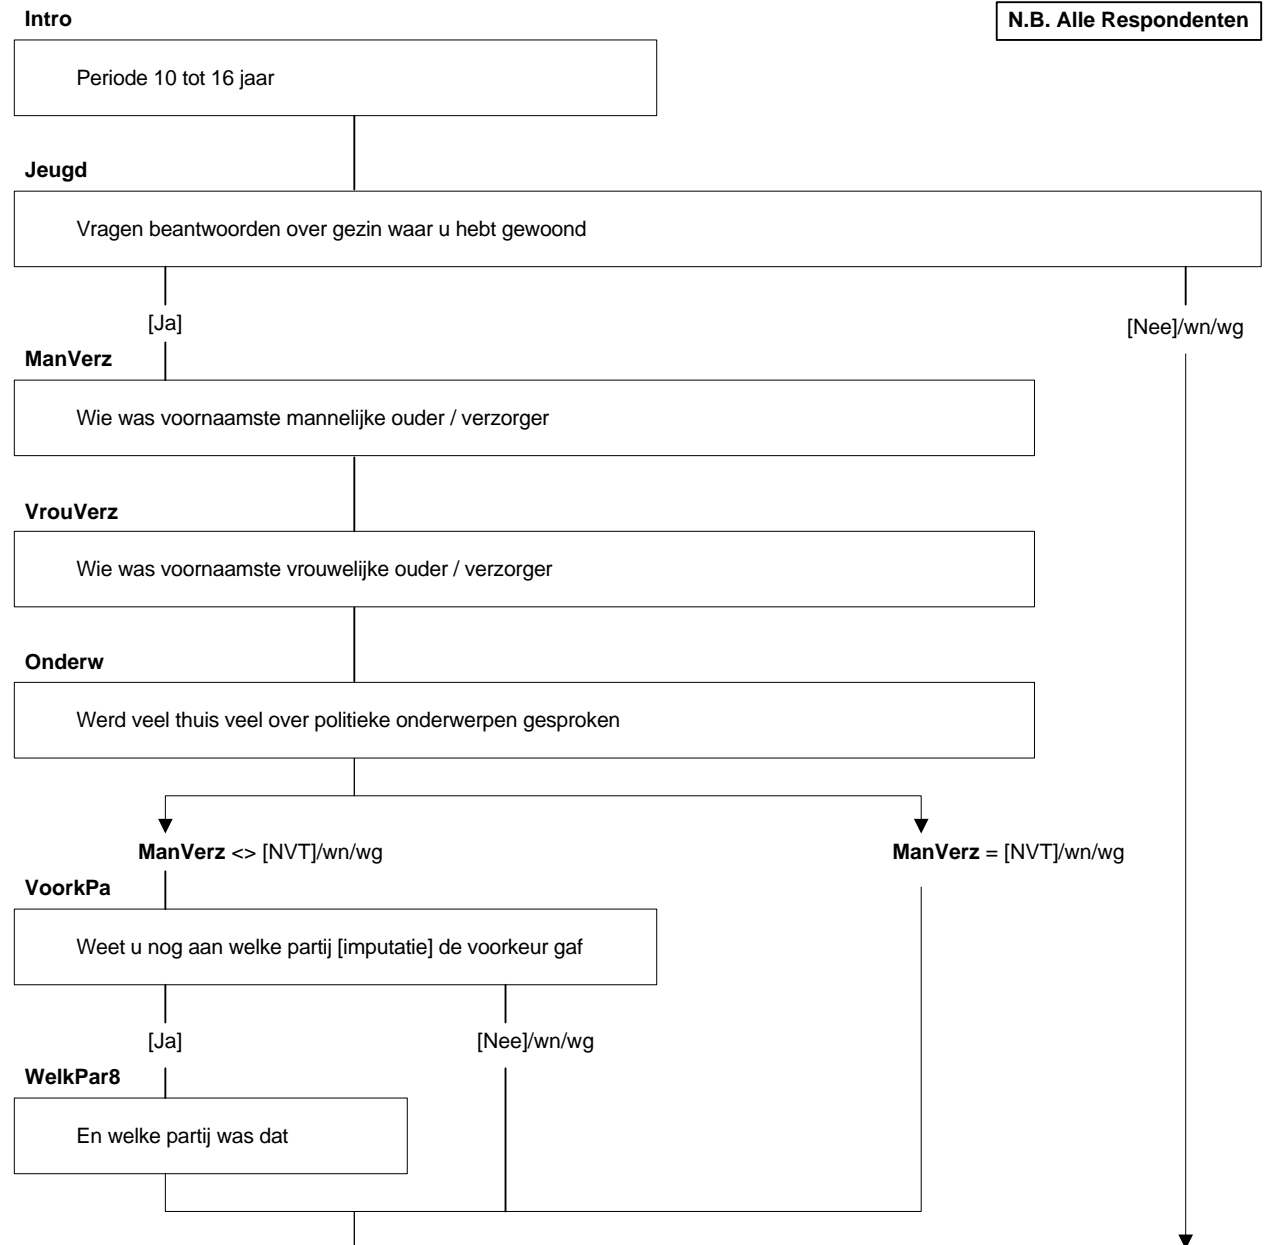 Intro
N.B. Alle Respondenten
Periode 10 tot 16 jaar
Jeugd
Vragen beantwoorden over gezin waar u hebt gewoond
[Ja]
[Nee]/wn/wg
ManVerz
Wie was voornaamste mannelijke ouder / verzorger
VrouVerz
Wie was voornaamste vrouwelijke ouder / verzorger
Onderw
Werd veel thuis veel over politieke onderwerpen gesproken
ManVerz <> [NVT]/wn/wg
ManVerz = [NVT]/wn/wg
VoorkPa
Weet u nog aan welke partij [imputatie] de voorkeur gaf
[Ja]
[Nee]/wn/wg
WelkPar8
En welke partij was dat